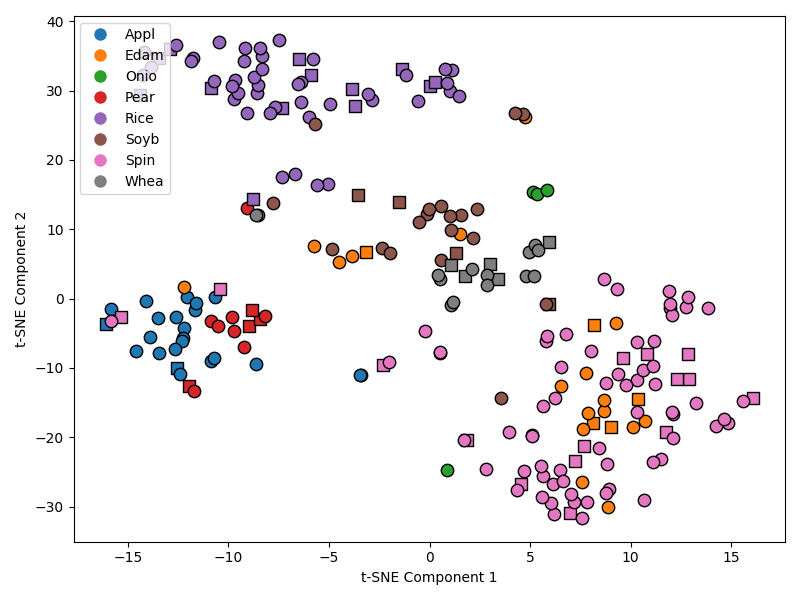 Appl
Edam
Onio
Pear
Rice
Soyb
Spin
Whea
40
30
20
10
0
−10
−20
−30
−15
−10
−5
0
5
10
15
t-SNE Component 1
t-SNE Component 2